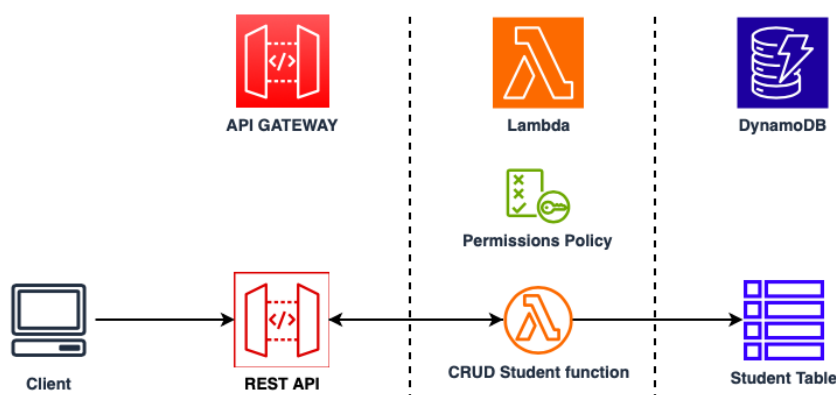 API GATEWAY
Lambda
DynamoDB
Permissions Policy
Client
REST API
CRUD Student function
Student Table